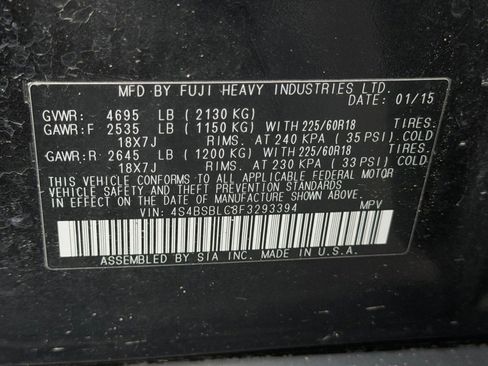 MFD BY FUJI HEAVY INDUSTRIES LTD.
DATE: 01/15
GVWR: 4695 LB ( 2130 KG)
GAWR:F 2535 LB ( 1150 KG) WITH 225/60R18 TIRES.
18X7J RIMS. AT 240 KPA ( 35 PSI) COLD
GAWR:R 2645 LB ( 1200 KG) WITH 225/60R18 TIRES.
18X7J RIMS. AT 230 KPA ( 33 PSI) COLD
THIS VEHICLE CONFORMS TO ALL APPLICABLE FEDERAL MOTOR
VEHICLE SAFETY AND THEFT PREVENTION STANDARDS IN EFFECT ON THE
DATE OF MANUFACTURE SHOWN ABOVE.
VIN: 4S4BSBLC8F3293394 MPV
ASSEMBLED BY SIA INC. MADE IN U.S.A.